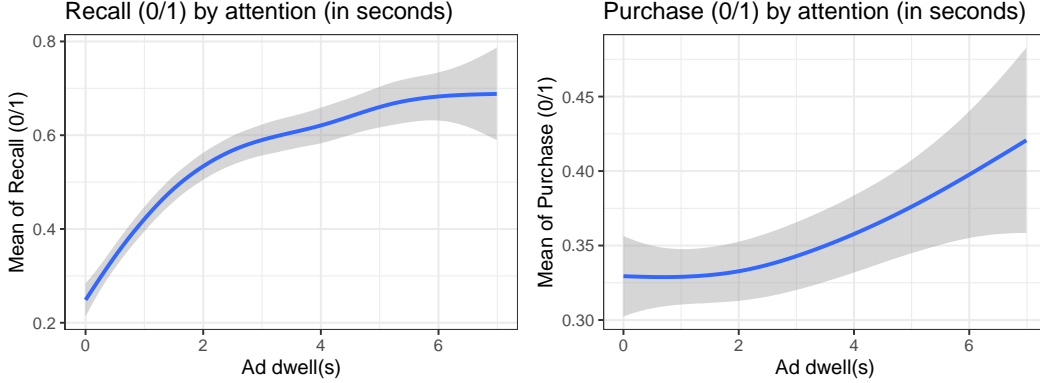 Recall (0/1) by attention (in seconds)
Mean of Recall (0/1)
0.8
0.6
0.4
0.2
0
2
4
6
Ad dwell(s)
Purchase (0/1) by attention (in seconds)
Mean of Purchase (0/1)
0.45
0.40
0.35
0.30
0
2
4
6
Ad dwell(s)